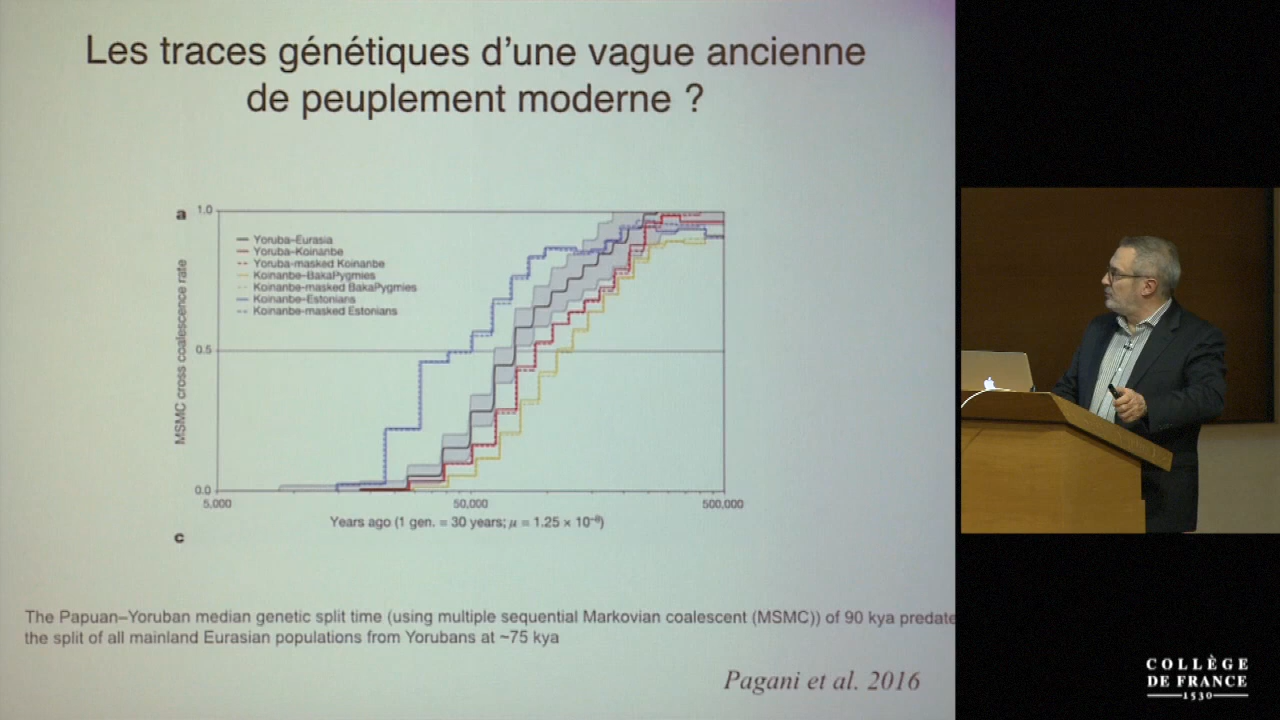 Les traces génétiques d'une vague ancienne
de peuplement moderne ?
a
1.0
Yoruba–Eurasia
Yoruba–Koinanbe
Yoruba-masked Koinanbe
Koinanbe–BakaPygmies
Koinanbe-masked BakaPygmies
Koinanbe–Estonians
Koinanbe-masked Estonians
MSMC cross coalescence rate
0.5
0.0
5,000
50,000
500,000
Years ago (1 gen. = 30 years; μ = 1.25 × 10⁻⁸)
c
The Papuan–Yoruban median genetic split time (using multiple sequential Markovian coalescent (MSMC)) of 90 kya predate
the split of all mainland Eurasian populations from Yorubans at ~75 kya
Pagani et al. 2016
COLLÈGE
DE FRANCE
1530